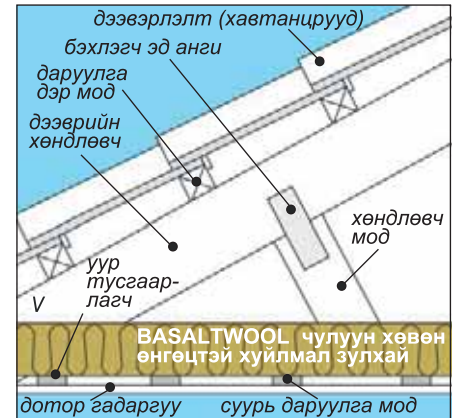 дээвэрлэлт (хавтанцрууд)
бэхлэгч эд анги
даруулга
дэр мод
дээврийн
хөндлөвч
хөндлөвч
мод
уур
тусгаар-
лагч
V
BASALTWOOL чулуун хөвөн
өнгөцтэй хуйлмал зулхай
дотор гадаргуу
суурь даруулга мод